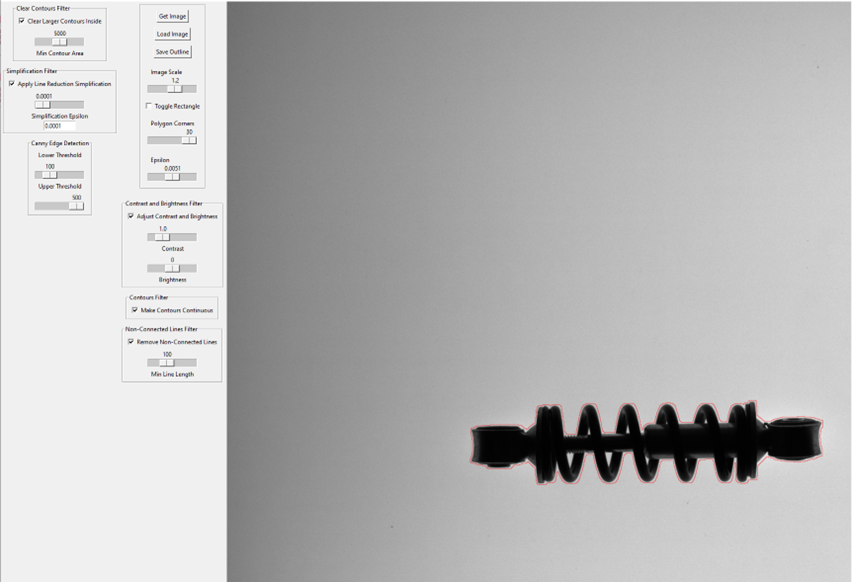 Clear Contours Filter
Clear Larger Contours Inside
5000
Min Contour Area
Simplification Filter
Apply Line Reduction Simplification
0.0001
Simplification Epsilon
0.0001
Canny Edge Detection
Lower Threshold
100
Upper Threshold
500
Get Image
Load Image
Save Outline
Image Scale
1.2
Toggle Rectangle
Polygon Corners
30
Epsilon
0.0051
Contrast and Brightness Filter
Adjust Contrast and Brightness
1.0
Contrast
0
Brightness
Contours Filter
Make Contours Continuous
Non-Connected Lines Filter
Remove Non-Connected Lines
100
Min Line Length